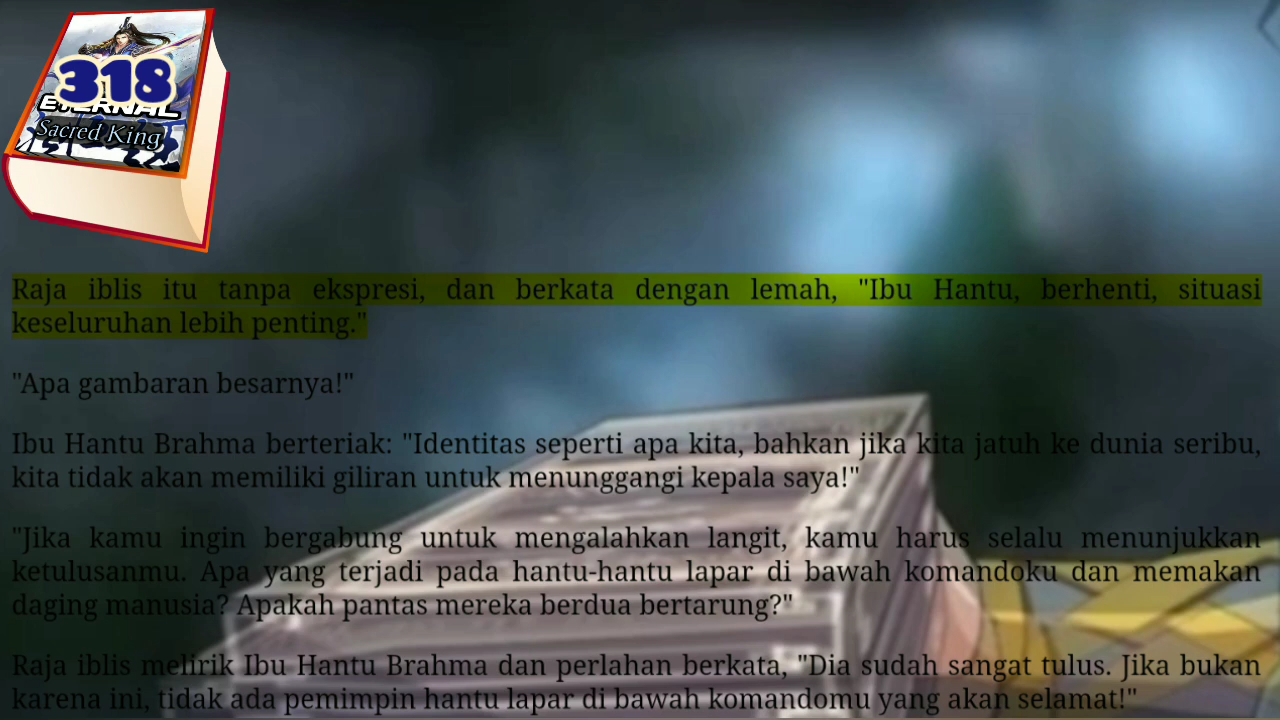 318
ETERNAL
Sacred King
Raja iblis itu tanpa ekspresi, dan berkata dengan lemah, "Ibu Hantu, berhenti, situasi
keseluruhan lebih penting."
"Apa gambaran besarnya!"
Ibu Hantu Brahma berteriak: "Identitas seperti apa kita, bahkan jika kita jatuh ke dunia seribu,
kita tidak akan memiliki giliran untuk menunggangi kepala saya!"
"Jika kamu ingin bergabung untuk mengalahkan langit, kamu harus selalu menunjukkan
ketulusanmu. Apa yang terjadi pada hantu-hantu lapar di bawah komandoku dan memakan
daging manusia? Apakah pantas mereka berdua bertarung?"
Raja iblis melirik Ibu Hantu Brahma dan perlahan berkata, "Dia sudah sangat tulus. Jika bukan
karena ini, tidak ada pemimpin hantu lapar di bawah komandomu yang akan selamat!"